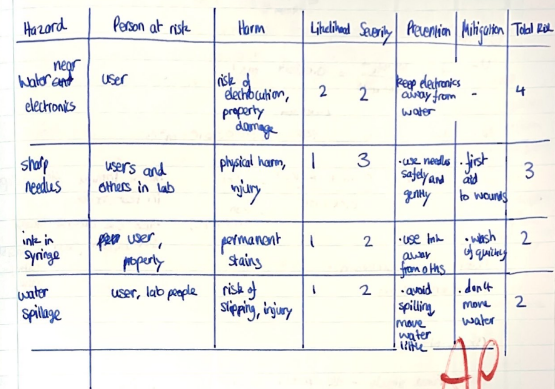 Hazard Person at risk Harm Likelihood Severity Prevention Mitigation Total Risk
near
Water and user risk of 2 2 keep electronics - 4
electronics electrocution, away from
property water
damage
sharp users and physical harm, 1 3 • use needles • first 3
needles others in lab injury safely and aid
gently to wounds
ink in user, permanent 1 2 • use ink • wash 2
syringe property stains away quickly
from
water user, lab people risk of 1 2 • avoid • don't 2
spillage slipping, injury spilling, move
move water
water
little